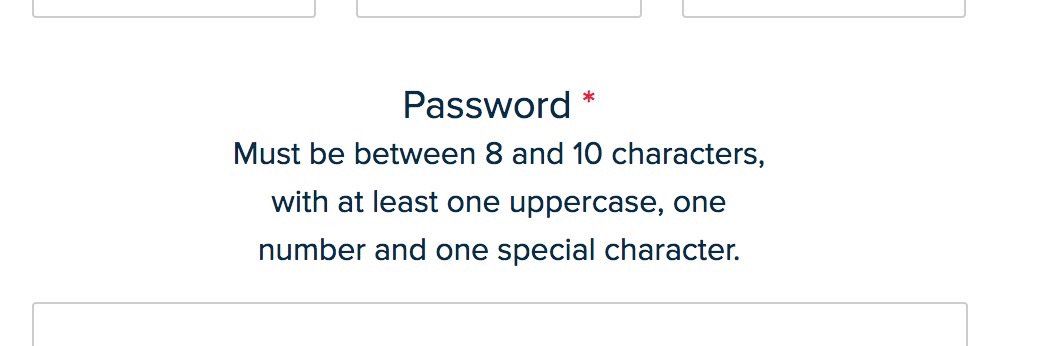 Password *
Must be between 8 and 10 characters,
with at least one uppercase, one
number and one special character.